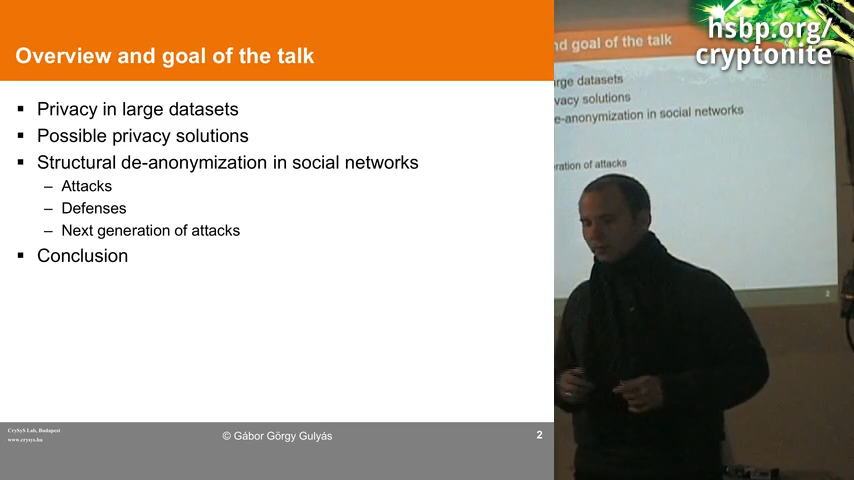 Overview and goal of the talk
Privacy in large datasets
Possible privacy solutions
Structural de-anonymization in social networks
– Attacks
– Defenses
– Next generation of attacks
Conclusion
CrySyS Lab, Budapest
www.crysys.hu
© Gábor Görgy Gulyás
2
hsbp.org/
cryptonite
nd goal of the talk
arge datasets
vacy solutions
e-anonymization in social networks
eration of attacks
2